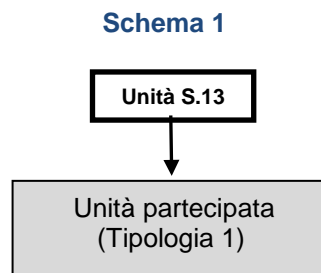 Schema 1
Unità S.13
Unità partecipata
(Tipologia 1)